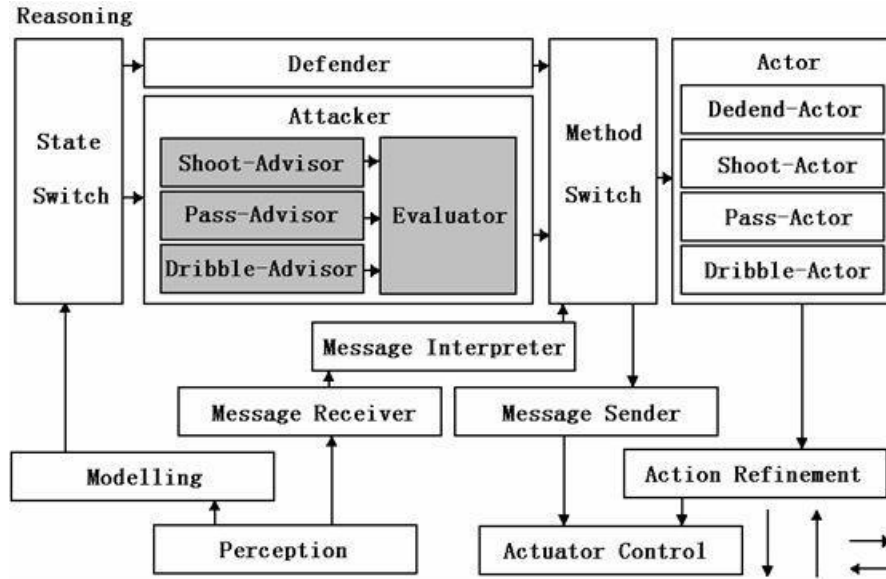 Reasoning
Defender
Actor
Attacker
State
Switch
Shoot-Advisor
Pass-Advisor
Dribble-Advisor
Evaluator
Method
Switch
Dedend-Actor
Shoot-Actor
Pass-Actor
Dribble-Actor
Message Interpreter
Message Receiver
Message Sender
Modelling
Action Refinement
Perception
Actuator Control